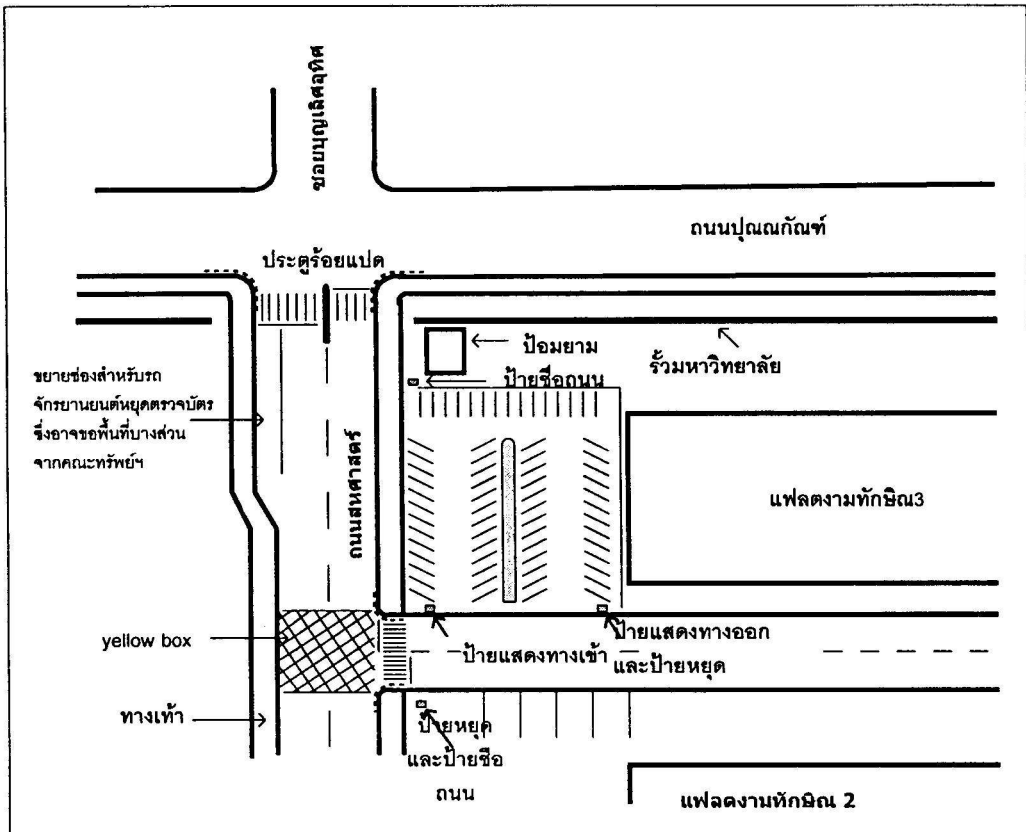 ซอยบุญเลิศอุทิศ
ถนนปุณณกัณฑ์
ประตูร้อยแปด
ป้อมยาม
รั้วมหาวิทยาลัย
ป้ายชื่อถนน
ขยายช่องสำหรับรถ
จักรยานยนต์หยุดตรวจบัตร
ซึ่งอาจขอพื้นที่บางส่วน
จากคณะทรัพย์ฯ
ถนนสหศาสตร์
แฟลตงามทักษิณ3
yellow box
ป้ายแสดงทางเข้า
ป้ายแสดงทางออก
และป้ายหยุด
ทางเท้า
ป้ายหยุด
และป้ายชื่อ
ถนน
แฟลตงามทักษิณ 2